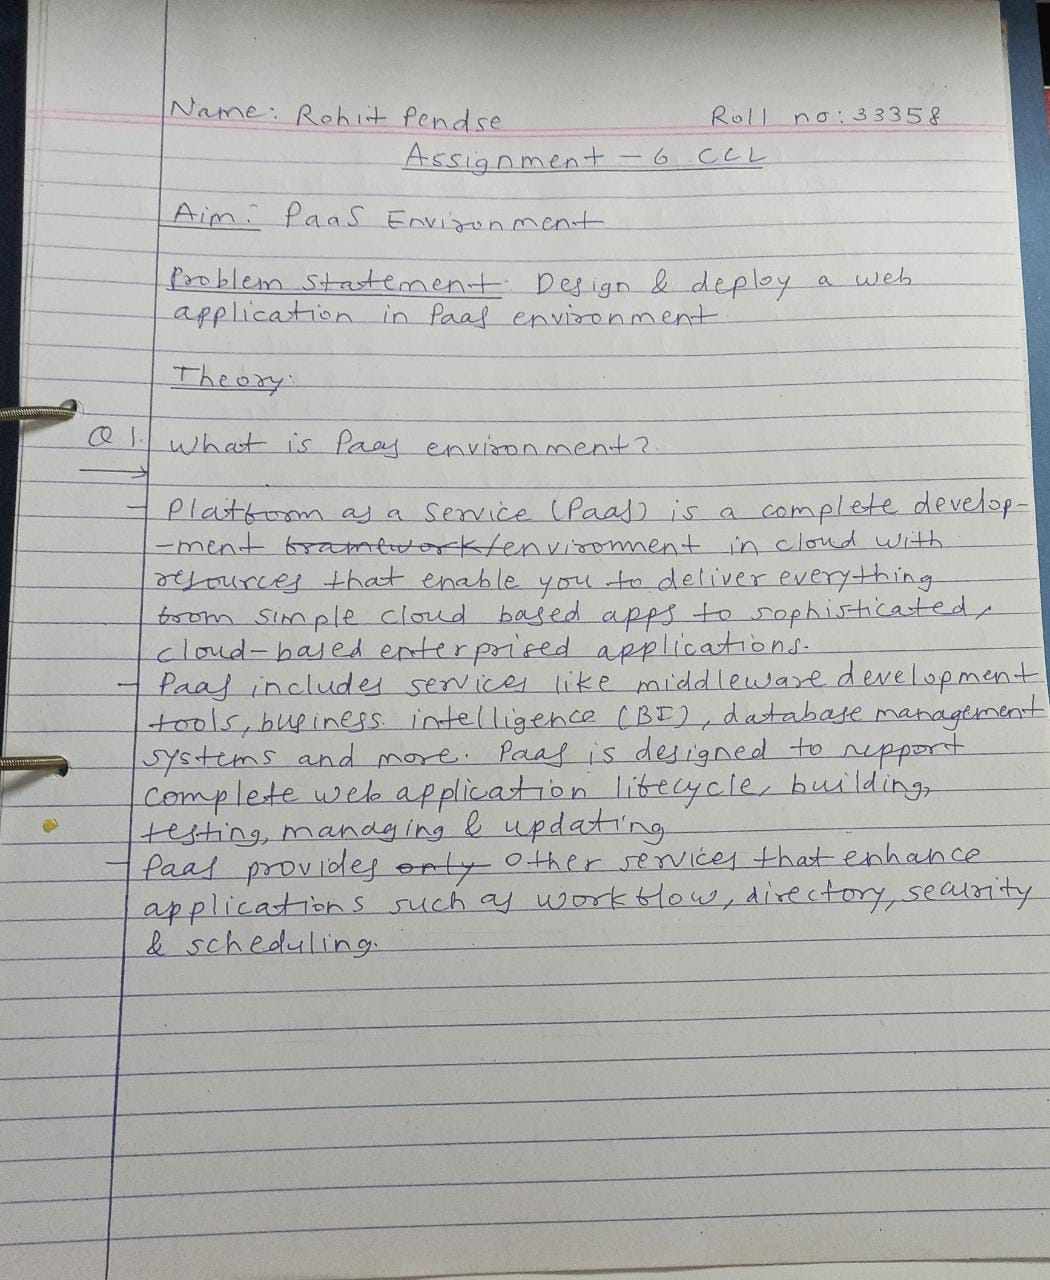 Name: Rohit Pendse Roll no: 33358
Assignment - 6 CCL
Aim: PaaS Environment
Problem statement: Design & deploy a web
application in PaaS environment.
Theory:
Q 1. What is PaaS environment?
→
- Platform as a Service (PaaS) is a complete develop-
-ment framework/environment in cloud with
resources that enable you to deliver everything
from simple cloud based apps to sophisticated,
cloud-based enterprised applications.
- PaaS includes services like middleware development
tools, business intelligence (BI), database management
systems and more. PaaS is designed to support
complete web application lifecycle, building,
testing, managing & updating
- PaaS provides only other services that enhance
applications such as workflow, directory, security
& scheduling.